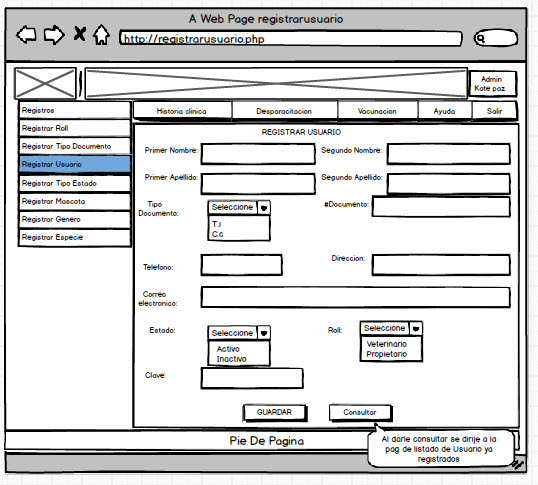 A Web Page registrarusuario
http://registrarusuario.php
Admin
Kate paz
Registros
Registrar Roll
Registrar Tipo Documento
Registrar Usuario
Registrar Tipo Estado
Registrar Mascota
Registrar Genero
Registrar Especie
Historia clinica
Desparacitacion
Vacunacion
Ayuda
Salir
REGISTRAR USUARIO
Primer Nombre:
Segundo Nombre:
Primer Apellido:
Segundo Apellido:
Tipo
Documento:
Seleccione
T.i
C.c
#Documento:
Telefono:
Direccion:
Correo
electronico:
Estado:
Seleccione
Activo
Inactivo
Roll:
Seleccione
Veterinario
Propietario
Clave:
GUARDAR
Consultar
Al darle consultar se dirije a la
pag de listado de Usuario ya
registrados
Pie De Pagina